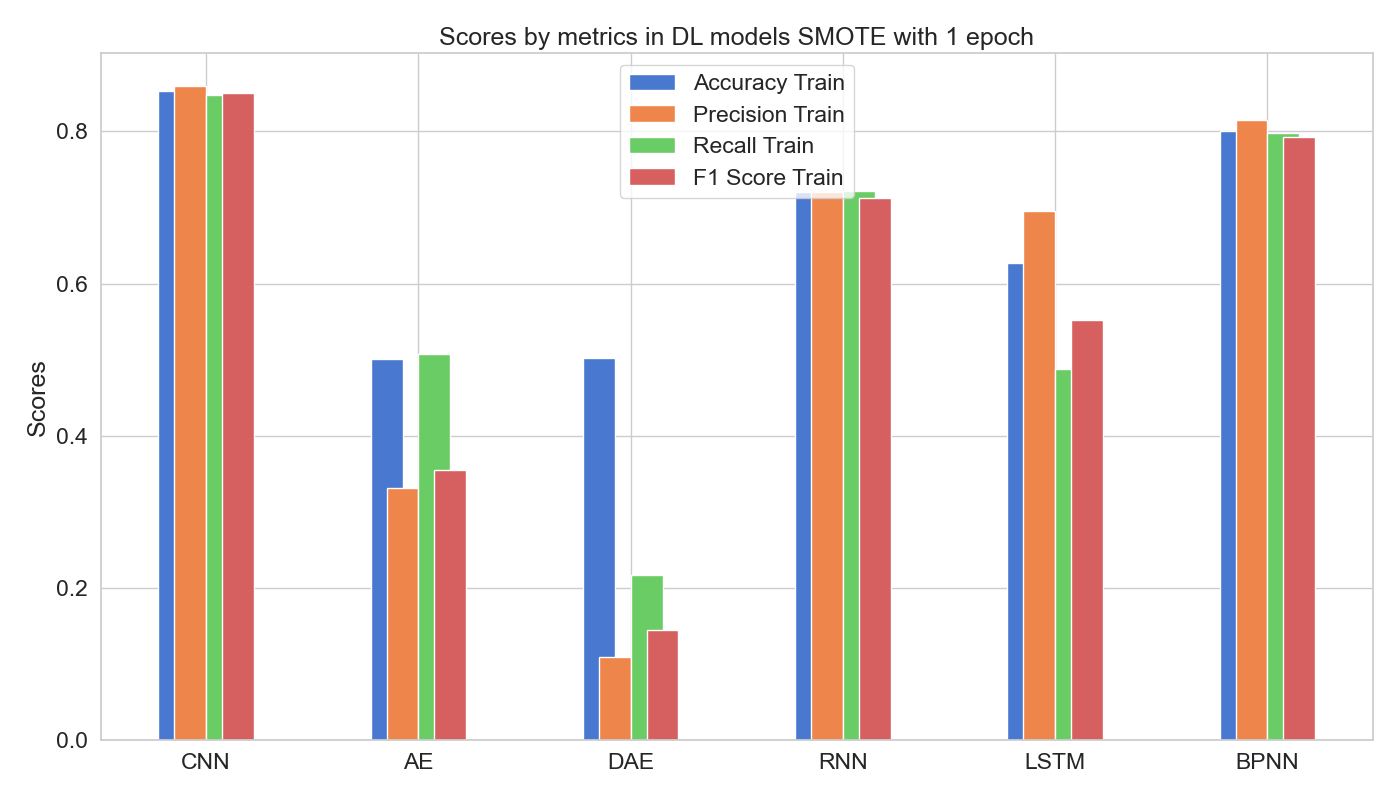 Scores by metrics in DL models SMOTE with 1 epoch
Accuracy Train
Precision Train
Recall Train
F1 Score Train
Scores
0.8
0.6
0.4
0.2
0.0
CNN AE DAE RNN LSTM BPNN